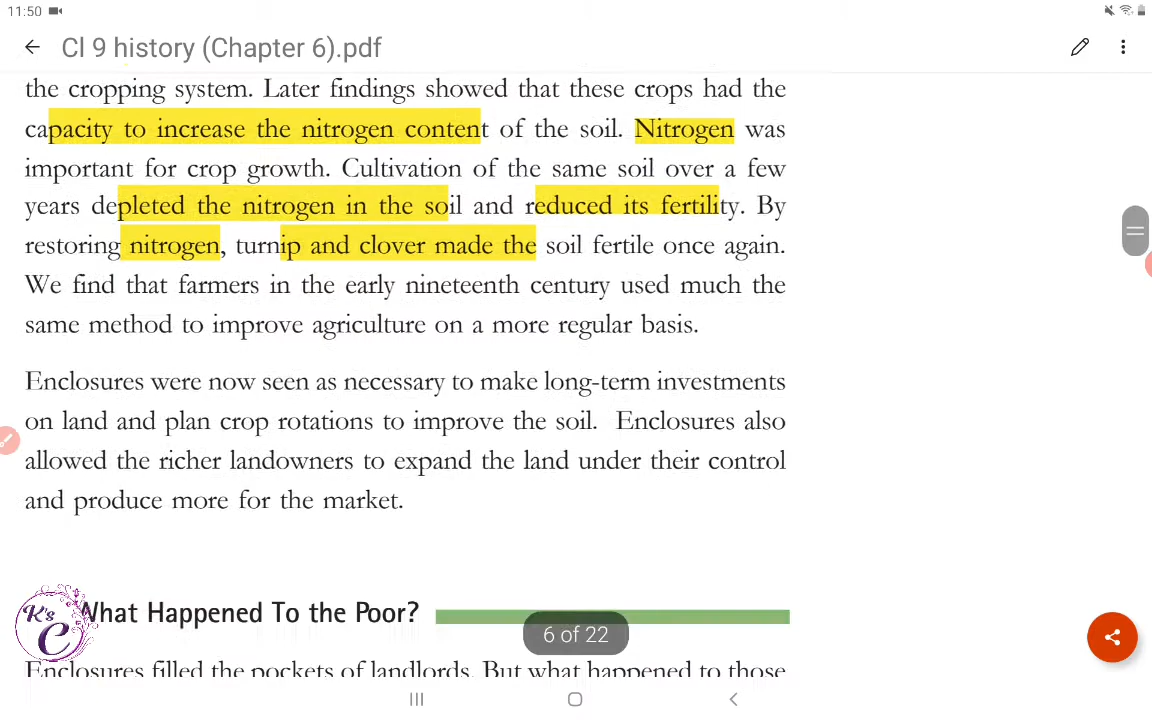 11:50
Cl 9 history (Chapter 6).pdf
the cropping system. Later findings showed that these crops had the
capacity to increase the nitrogen content of the soil. Nitrogen was
important for crop growth. Cultivation of the same soil over a few
years depleted the nitrogen in the soil and reduced its fertility. By
restoring nitrogen, turnip and clover made the soil fertile once again.
We find that farmers in the early nineteenth century used much the
same method to improve agriculture on a more regular basis.
Enclosures were now seen as necessary to make long-term investments
on land and plan crop rotations to improve the soil. Enclosures also
allowed the richer landowners to expand the land under their control
and produce more for the market.
K's C
What Happened To the Poor?
6 of 22
Enclosures filled the pockets of landlords. But what happened to those